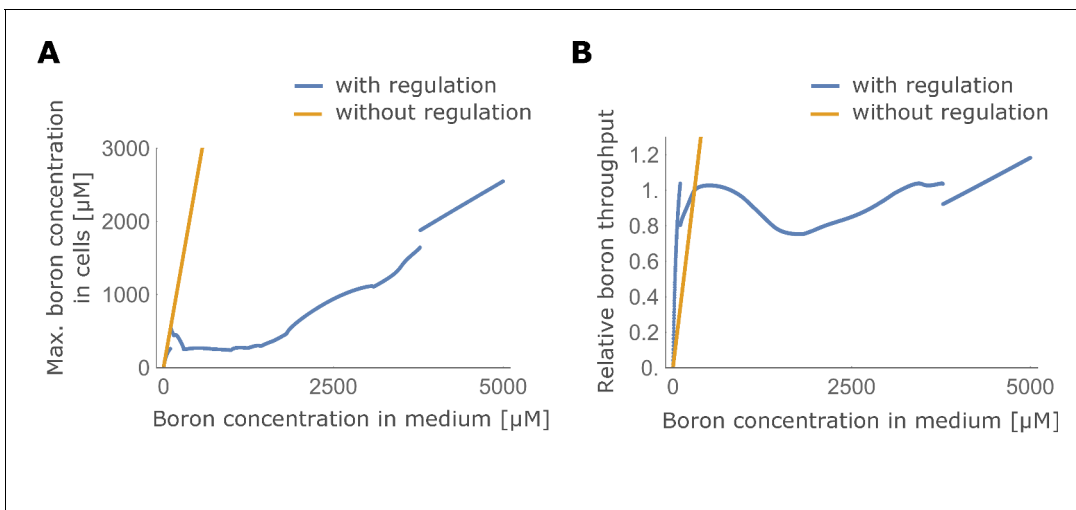 A
with regulation
without regulation
Max. boron concentration
in cells [µM]
3000
2000
1000
0
0
2500
5000
Boron concentration in medium [µM]
B
with regulation
without regulation
Relative boron throughput
1.2
1.
0.8
0.6
0.4
0.2
0.
0
2500
5000
Boron concentration in medium [µM]